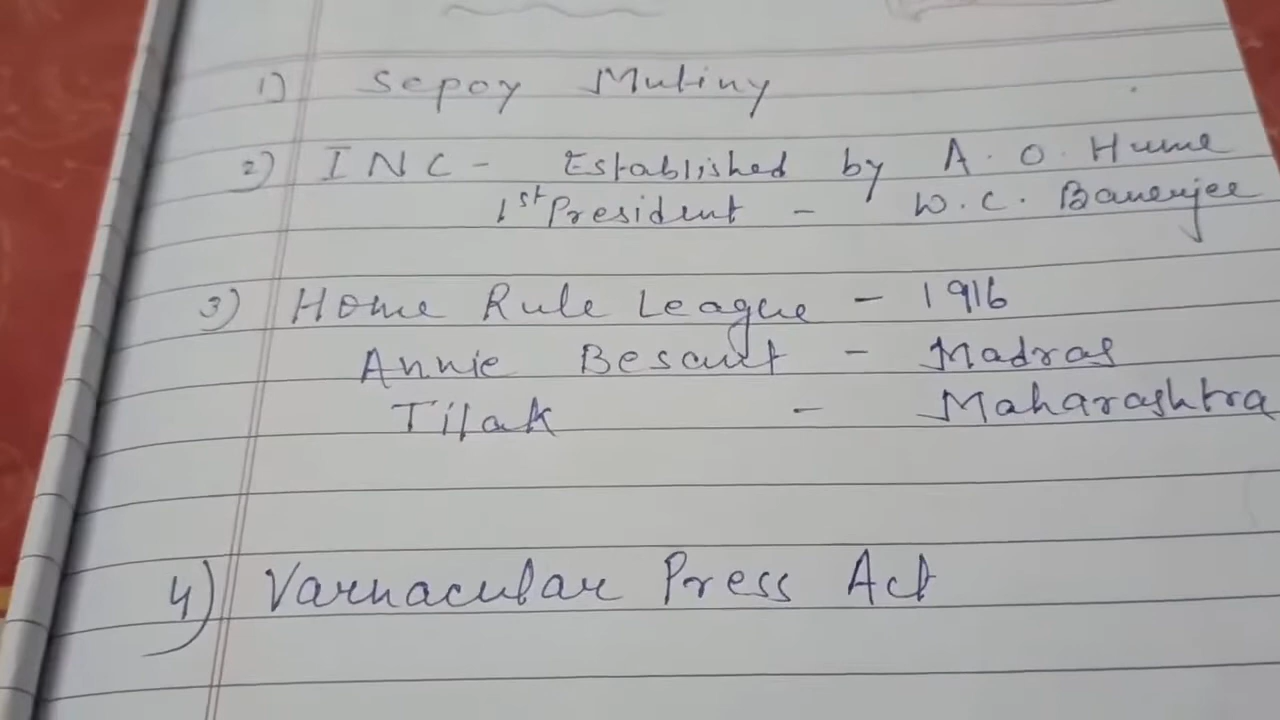 1) Sepoy Mutiny
2) INC - Established by A. O. Hume
1st President - W. C. Banerjee
3) Home Rule League - 1916
Annie Besant - Madras
Tilak - Maharashtra
4) Varnacular Press Act